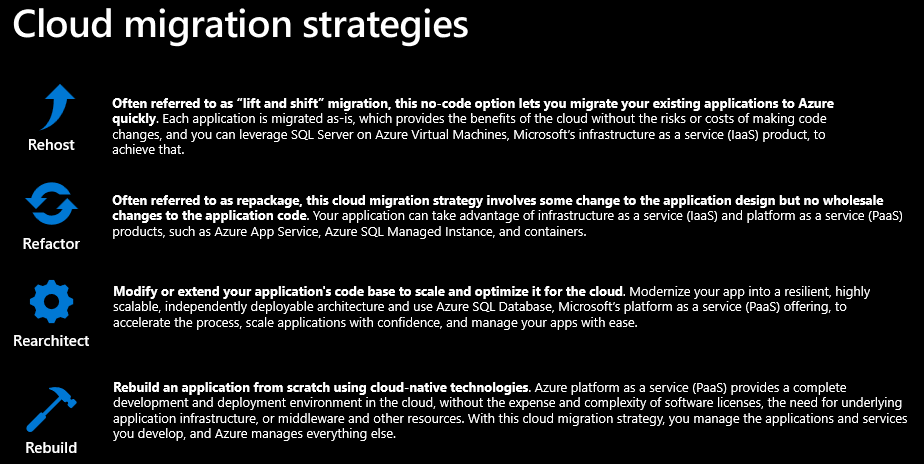 Cloud migration strategies
Rehost
Often referred to as “lift and shift” migration, this no-code option lets you migrate your existing applications to Azure
quickly. Each application is migrated as-is, which provides the benefits of the cloud without the risks or costs of making code
changes, and you can leverage SQL Server on Azure Virtual Machines, Microsoft’s infrastructure as a service (IaaS) product, to
achieve that.
Refactor
Often referred to as repackage, this cloud migration strategy involves some change to the application design but no wholesale
changes to the application code. Your application can take advantage of infrastructure as a service (IaaS) and platform as a service (PaaS)
products, such as Azure App Service, Azure SQL Managed Instance, and containers.
Rearchitect
Modify or extend your application's code base to scale and optimize it for the cloud. Modernize your app into a resilient, highly
scalable, independently deployable architecture and use Azure SQL Database, Microsoft’s platform as a service (PaaS) offering, to
accelerate the process, scale applications with confidence, and manage your apps with ease.
Rebuild
Rebuild an application from scratch using cloud-native technologies. Azure platform as a service (PaaS) provides a complete
development and deployment environment in the cloud, without the expense and complexity of software licenses, the need for underlying
application infrastructure, or middleware and other resources. With this cloud migration strategy, you manage the applications and services
you develop, and Azure manages everything else.